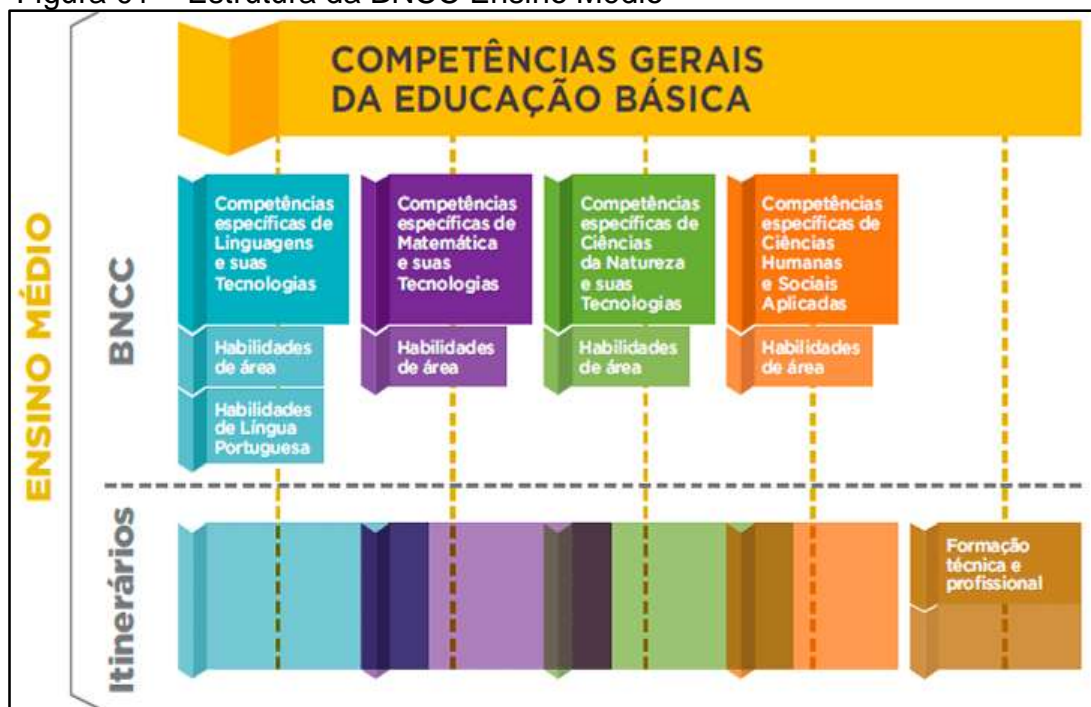 Figura 01 – Estrutura da BNCC Ensino Médio
COMPETÊNCIAS GERAIS
DA EDUCAÇÃO BÁSICA
ENSINO MÉDIO
BNCC
Competências
específicas de
Linguagens
e suas
Tecnologias
Habilidades
de área
Habilidades
de Língua
Portuguesa
Competências
específicas de
Matemática
e suas
Tecnologias
Habilidades
de área
Competências
específicas de
Ciências
da Natureza
e suas
Tecnologias
Habilidades
de área
Competências
específicas de
Ciências
Humanas
e Sociais
Aplicadas
Habilidades
de área
Itinerários
Formação
técnica e
profissional